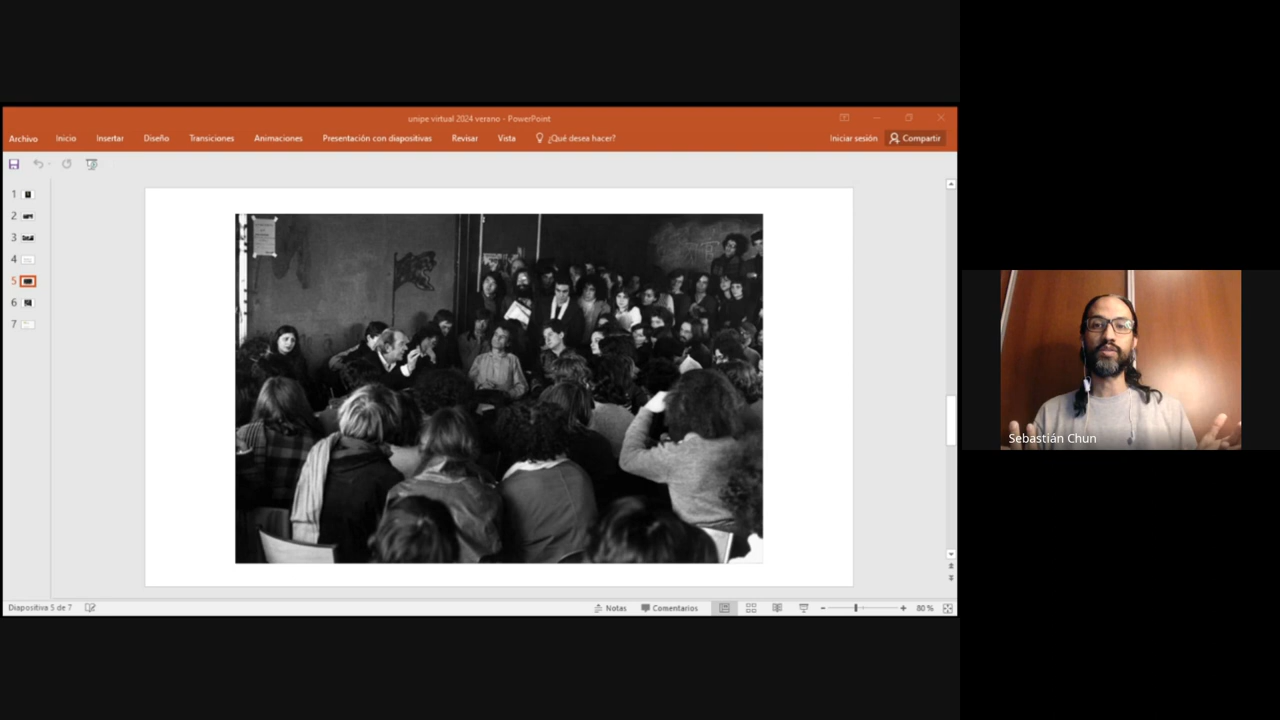 unipe virtual 2024 verano - PowerPoint
Archivo Inicio Insertar Diseño Transiciones Animaciones Presentación con diapositivas Revisar Vista ¿Qué desea hacer? Iniciar sesión Compartir
1
2
3
4
5
6
7
Sebastián Chun
Diapositiva 5 de 7 Notas Comentarios 80 %